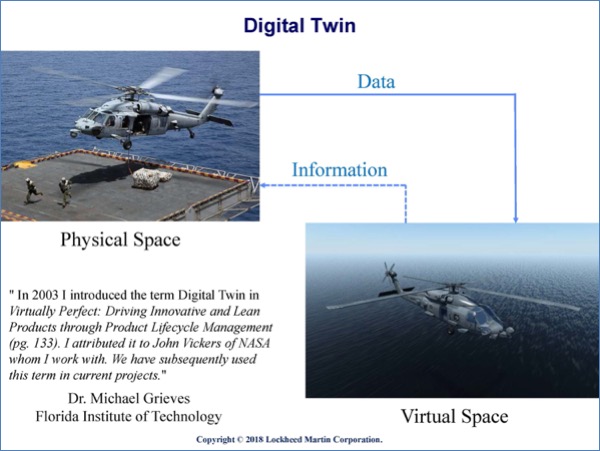 Digital Twin
Data
Information
Physical Space
" In 2003 I introduced the term Digital Twin in
Virtually Perfect: Driving Innovative and Lean
Products through Product Lifecycle Management
(pg. 133). I attributed it to John Vickers of NASA
whom I work with. We have subsequently used
this term in current projects."
Dr. Michael Grieves
Florida Institute of Technology
Virtual Space
Copyright © 2018 Lockheed Martin Corporation.